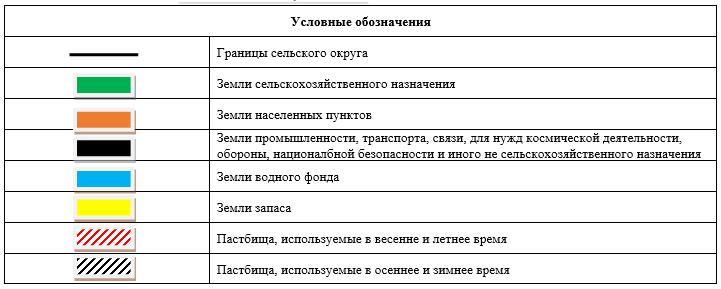 Условные обозначения
Границы сельского округа
Земли сельскохозяйственного назначения
Земли населенных пунктов
Земли промышленности, транспорта, связи, для нужд космической деятельности,
обороны, националбной безопасности и иного не сельскохозяйственного назначения
Земли водного фонда
Земли запаса
Пастбища, используемые в весенне и летнее время
Пастбища, используемые в осеннее и зимнее время